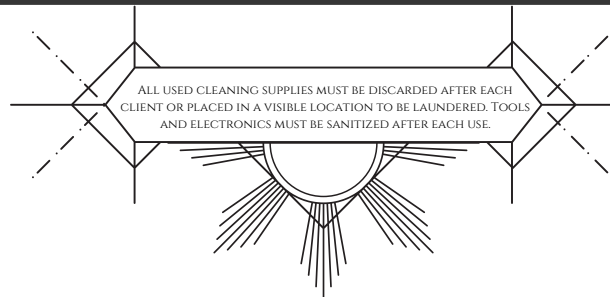 All used cleaning supplies must be discarded after each
client or placed in a visible location to be laundered. Tools
and electronics must be sanitized after each use.